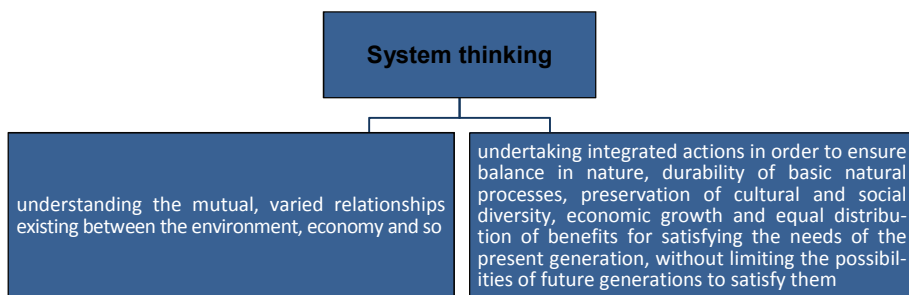 System thinking
understanding the mutual, varied relationships
existing between the environment, economy and so
undertaking integrated actions in order to ensure
balance in nature, durability of basic natural
processes, preservation of cultural and social
diversity, economic growth and equal distribu-
tion of benefits for satisfying the needs of the
present generation, without limiting the possibil-
ities of future generations to satisfy them